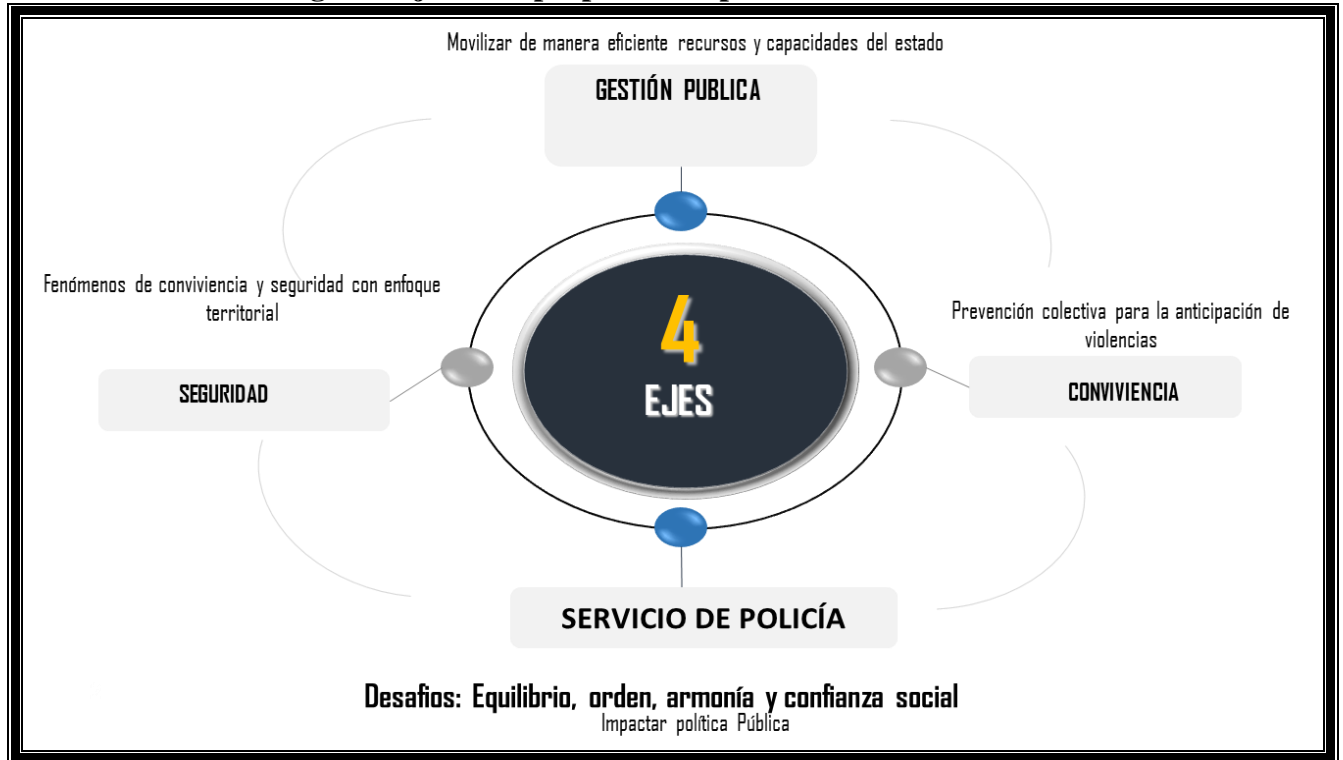 Movilizar de manera eficiente recursos y capacidades del estado
GESTIÓN PUBLICA
Fenómenos de conviviencia y seguridad con enfoque
territorial
4
EJES
Prevención colectiva para la anticipación de
violencias
SEGURIDAD
CONVIVIENCIA
SERVICIO DE POLICÍA
Desafios: Equilibrio, orden, armonía y confianza social
Impactar política Pública